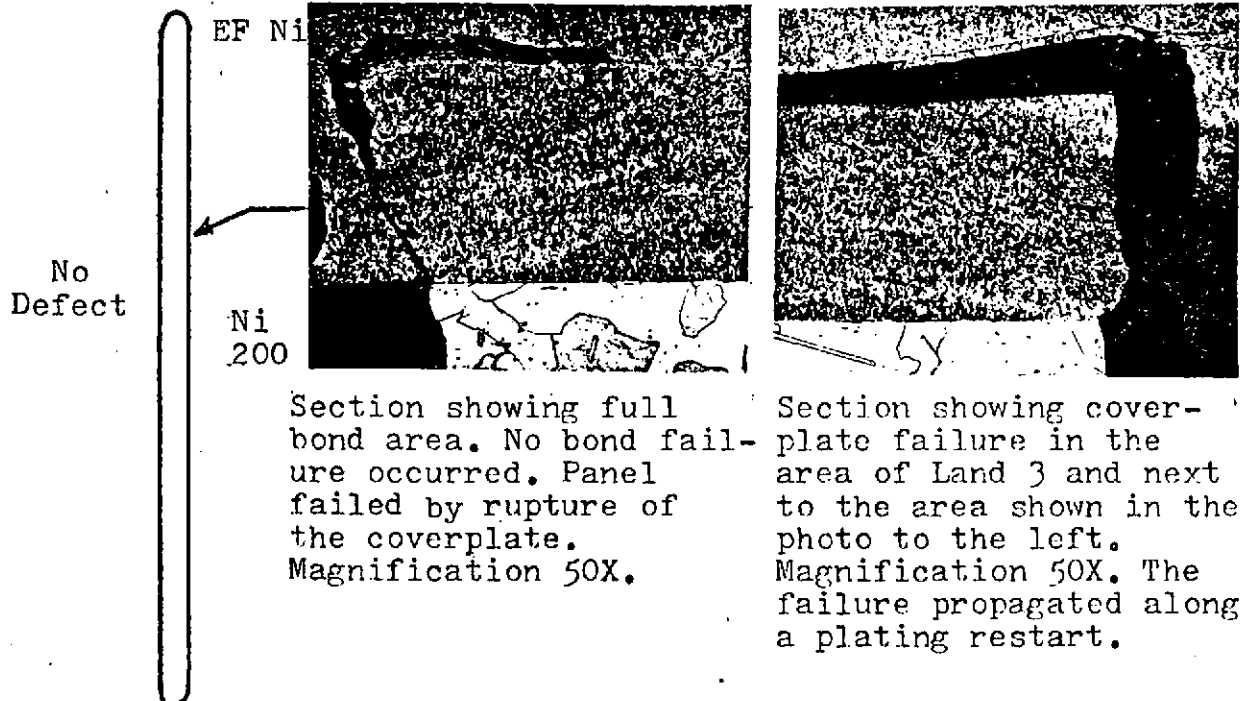 EF Ni
No
Defect
Ni
200
Section showing full
bond area. No bond fail-
ure occurred. Panel
failed by rupture of
the coverplate.
Magnification 50X.
Section showing cover-
plate failure in the
area of Land 3 and next
to the area shown in the
photo to the left.
Magnification 50X. The
failure propagated along
a plating restart.